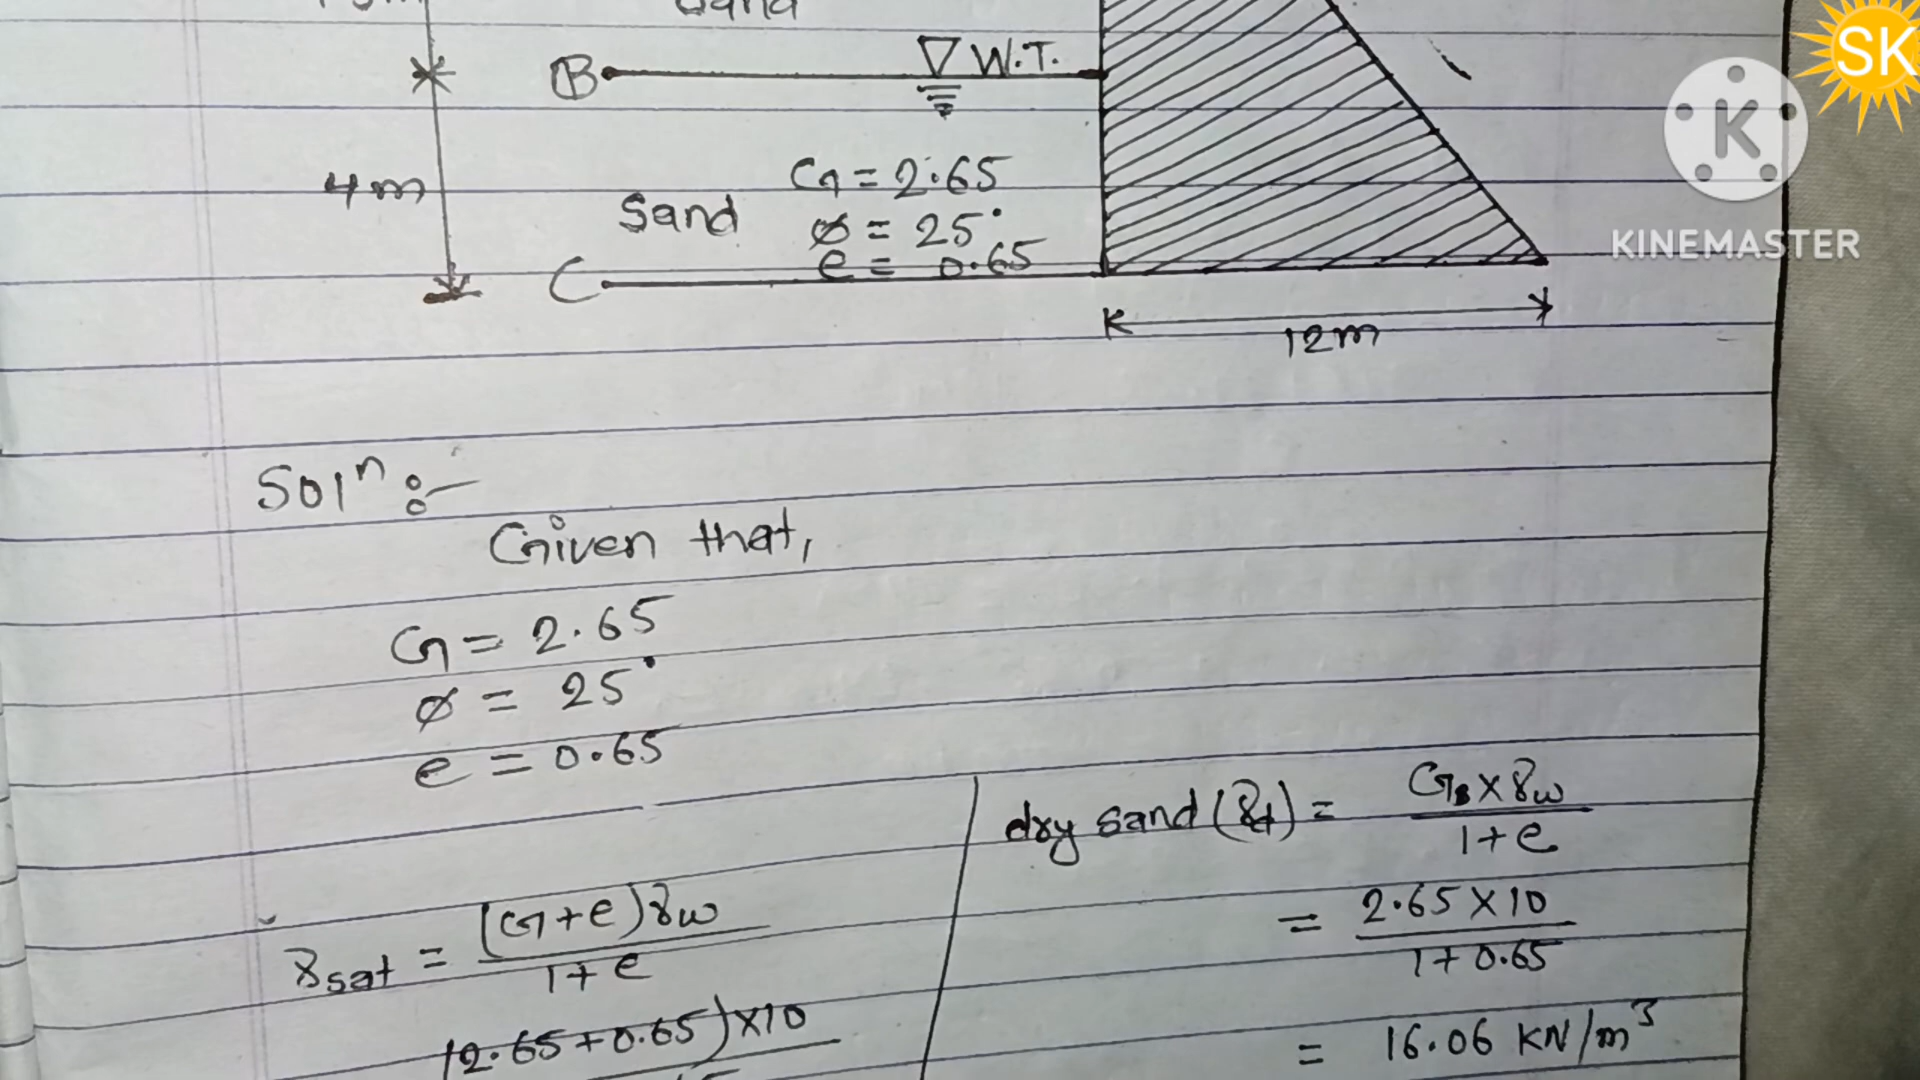 Sand
B ▽ W.T.
4m
G = 2.65
Sand ø = 25°
e = 0.65
C
12m
Solⁿ :-
Given that,
G = 2.65
ø = 25°
e = 0.65
dry sand (γd) = Gs × γw
1 + e
= 2.65 × 10
1 + 0.65
= 16.06 KN/m³
γsat = (G + e) γw
1 + e
(2.65 + 0.65) × 10
SK
K
KINEMASTER